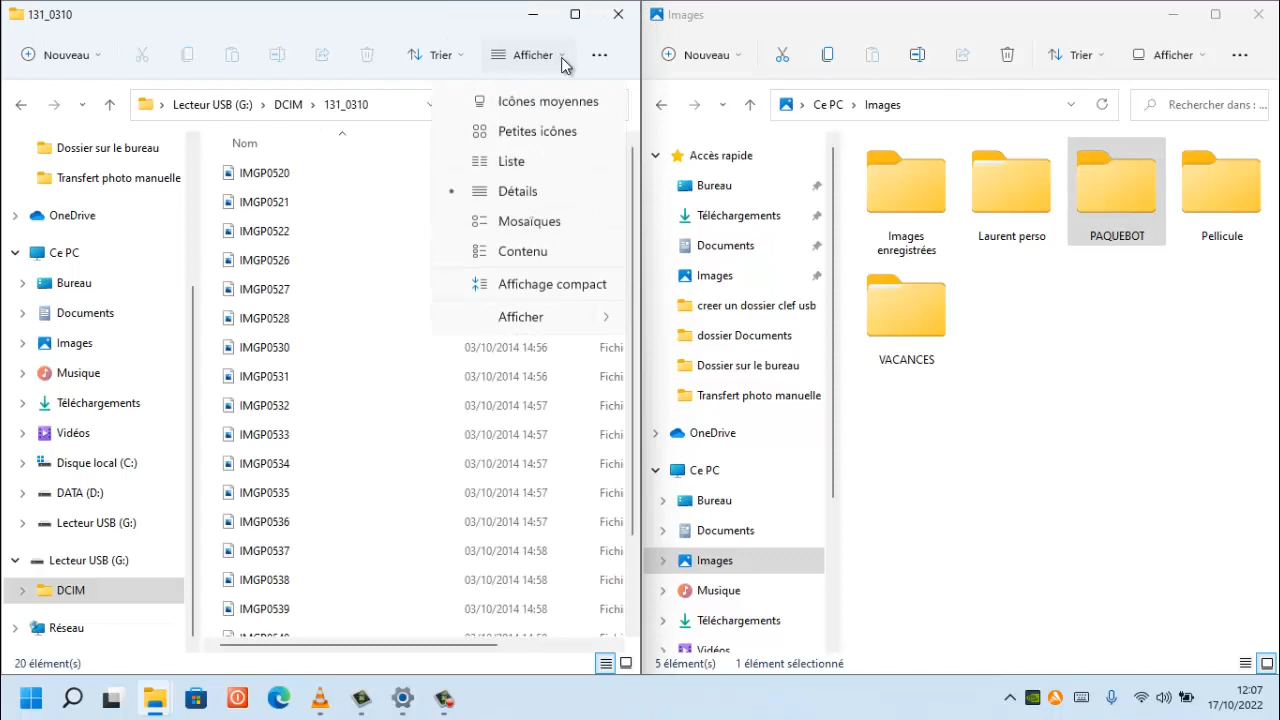 131_0310
Nouveau
Trier
Afficher
Lecteur USB (G:)
DCIM
131_0310
Dossier sur le bureau
Transfert photo manuelle
OneDrive
Ce PC
Bureau
Documents
Images
Musique
Téléchargements
Vidéos
Disque local (C:)
DATA (D:)
Lecteur USB (G:)
Lecteur USB (G:)
DCIM
Réseau
Nom
IMGP0520
IMGP0521
IMGP0522
IMGP0526
IMGP0527
IMGP0528
IMGP0530 03/10/2014 14:56 Fichi
IMGP0531 03/10/2014 14:56 Fichi
IMGP0532 03/10/2014 14:57 Fichi
IMGP0533 03/10/2014 14:57 Fichi
IMGP0534 03/10/2014 14:57 Fichi
IMGP0535 03/10/2014 14:57 Fichi
IMGP0536 03/10/2014 14:57 Fichi
IMGP0537 03/10/2014 14:58 Fichi
IMGP0538 03/10/2014 14:58 Fichi
IMGP0539 03/10/2014 14:58 Fichi
Icônes moyennes
Petites icônes
Liste
Détails
Mosaïques
Contenu
Affichage compact
Afficher
20 élément(s)
Images
Nouveau
Trier
Afficher
Ce PC
Images
Rechercher dans : ...
Accès rapide
Bureau
Téléchargements
Documents
Images
creer un dossier clef usb
dossier Documents
Dossier sur le bureau
Transfert photo manuelle
OneDrive
Ce PC
Bureau
Documents
Images
Musique
Téléchargements
Vidéos
Images
enregistrées
Laurent perso
PAQUEBOT
Pellicule
VACANCES
5 élément(s) 1 élément sélectionné
12:07
17/10/2022